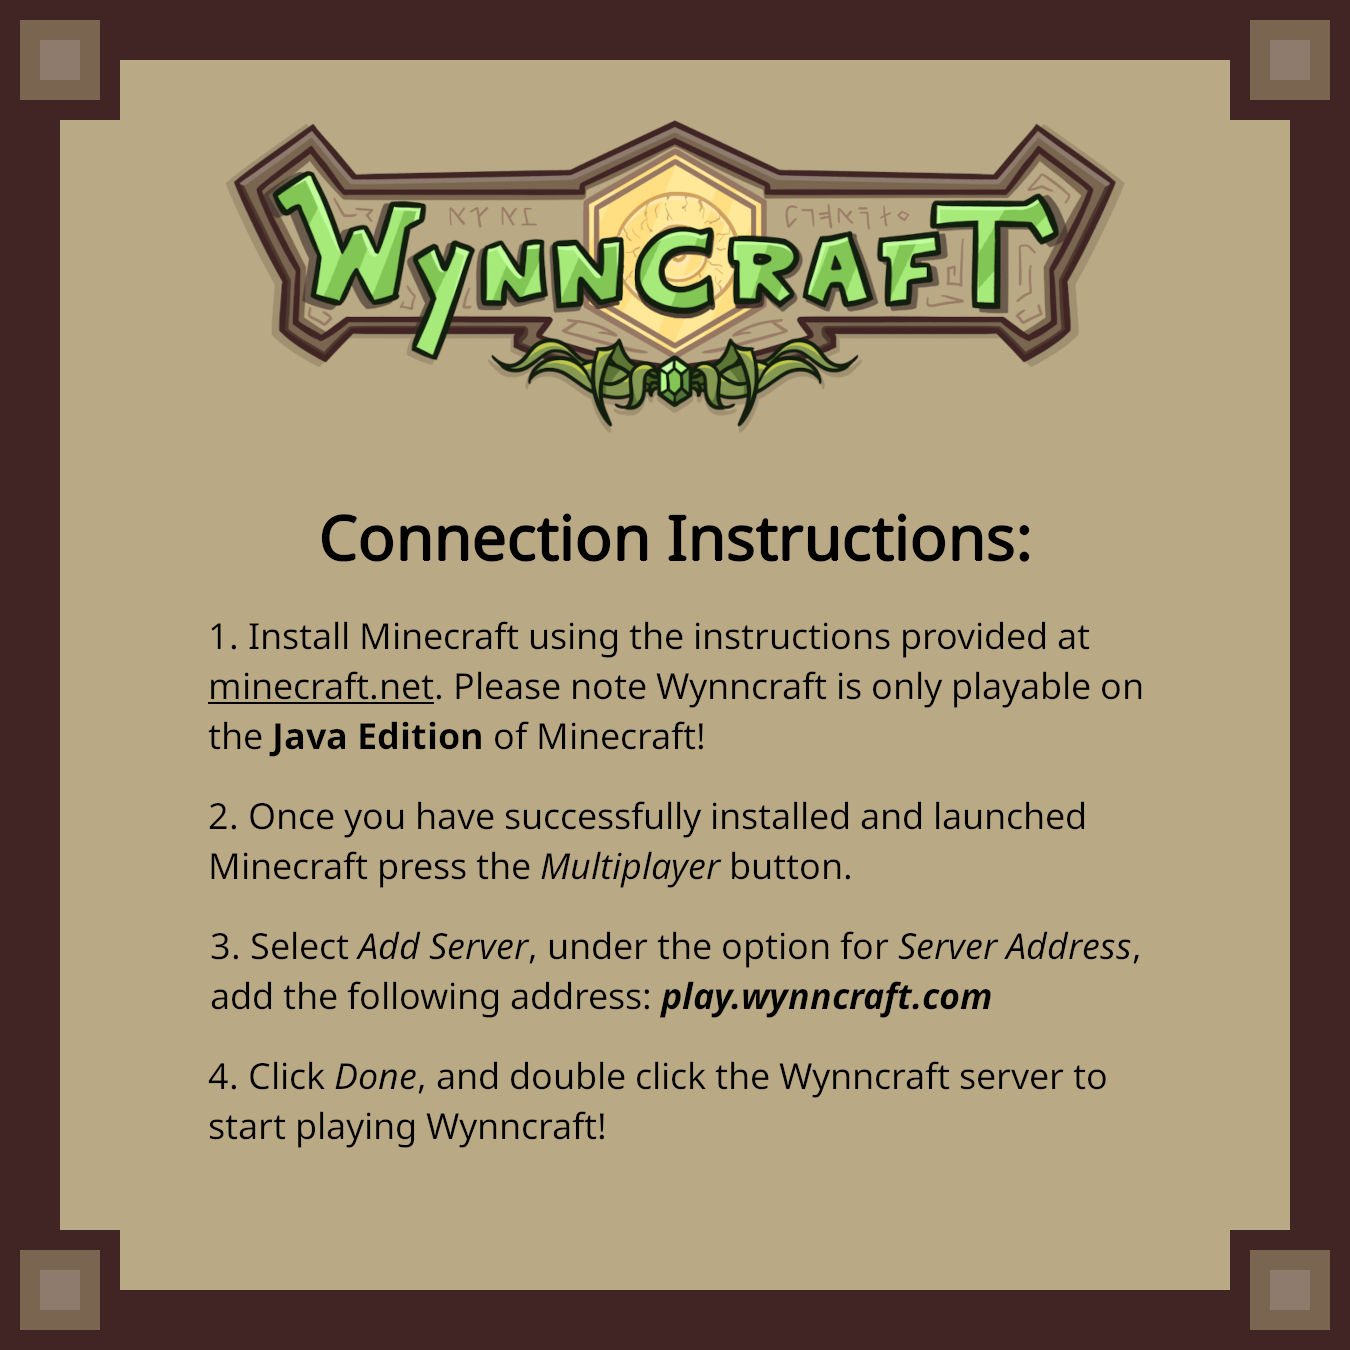 WYNNCRAFT
Connection Instructions:
1. Install Minecraft using the instructions provided at
minecraft.net. Please note Wynncraft is only playable on
the Java Edition of Minecraft!
2. Once you have successfully installed and launched
Minecraft press the Multiplayer button.
3. Select Add Server, under the option for Server Address,
add the following address: play.wynncraft.com
4. Click Done, and double click the Wynncraft server to
start playing Wynncraft!